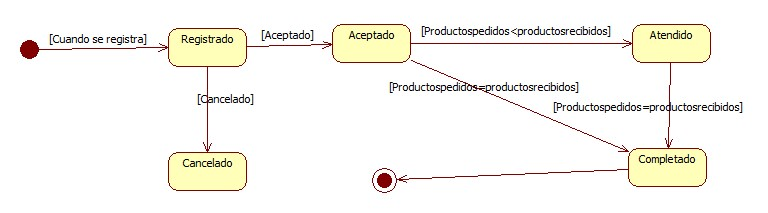 [Cuando se registra]
Registrado
[Aceptado]
Aceptado
[Productospedidos<productosrecibidos]
Atendido
[Cancelado]
[Productospedidos=productosrecibidos]
[Productospedidos=productosrecibidos]
Cancelado
Completado